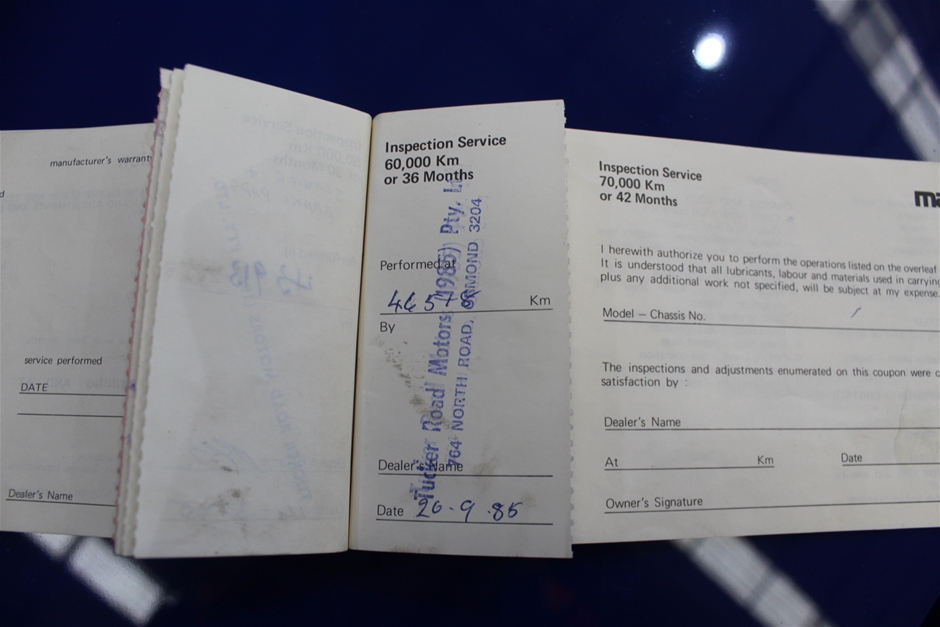 manufacturer's warranty
service performed
DATE
Dealer's Name
Inspection Service
60,000 Km
or 36 Months
Performed at
Km
By
Dealer's Name
Date 26·9·86
Tucker Road Motors (1985) Pty. L
764 NORTH ROAD, ORMOND 3204
Inspection Service
70,000 Km
or 42 Months
I herewith authorize you to perform the operations listed on the overleaf
It is understood that all lubricants, labour and materials used in carrying
plus any additional work not specified, will be subject at my expense
Model – Chassis No.
The inspections and adjustments enumerated on this coupon were
satisfaction by :
Dealer's Name
At Km Date
Owner's Signature